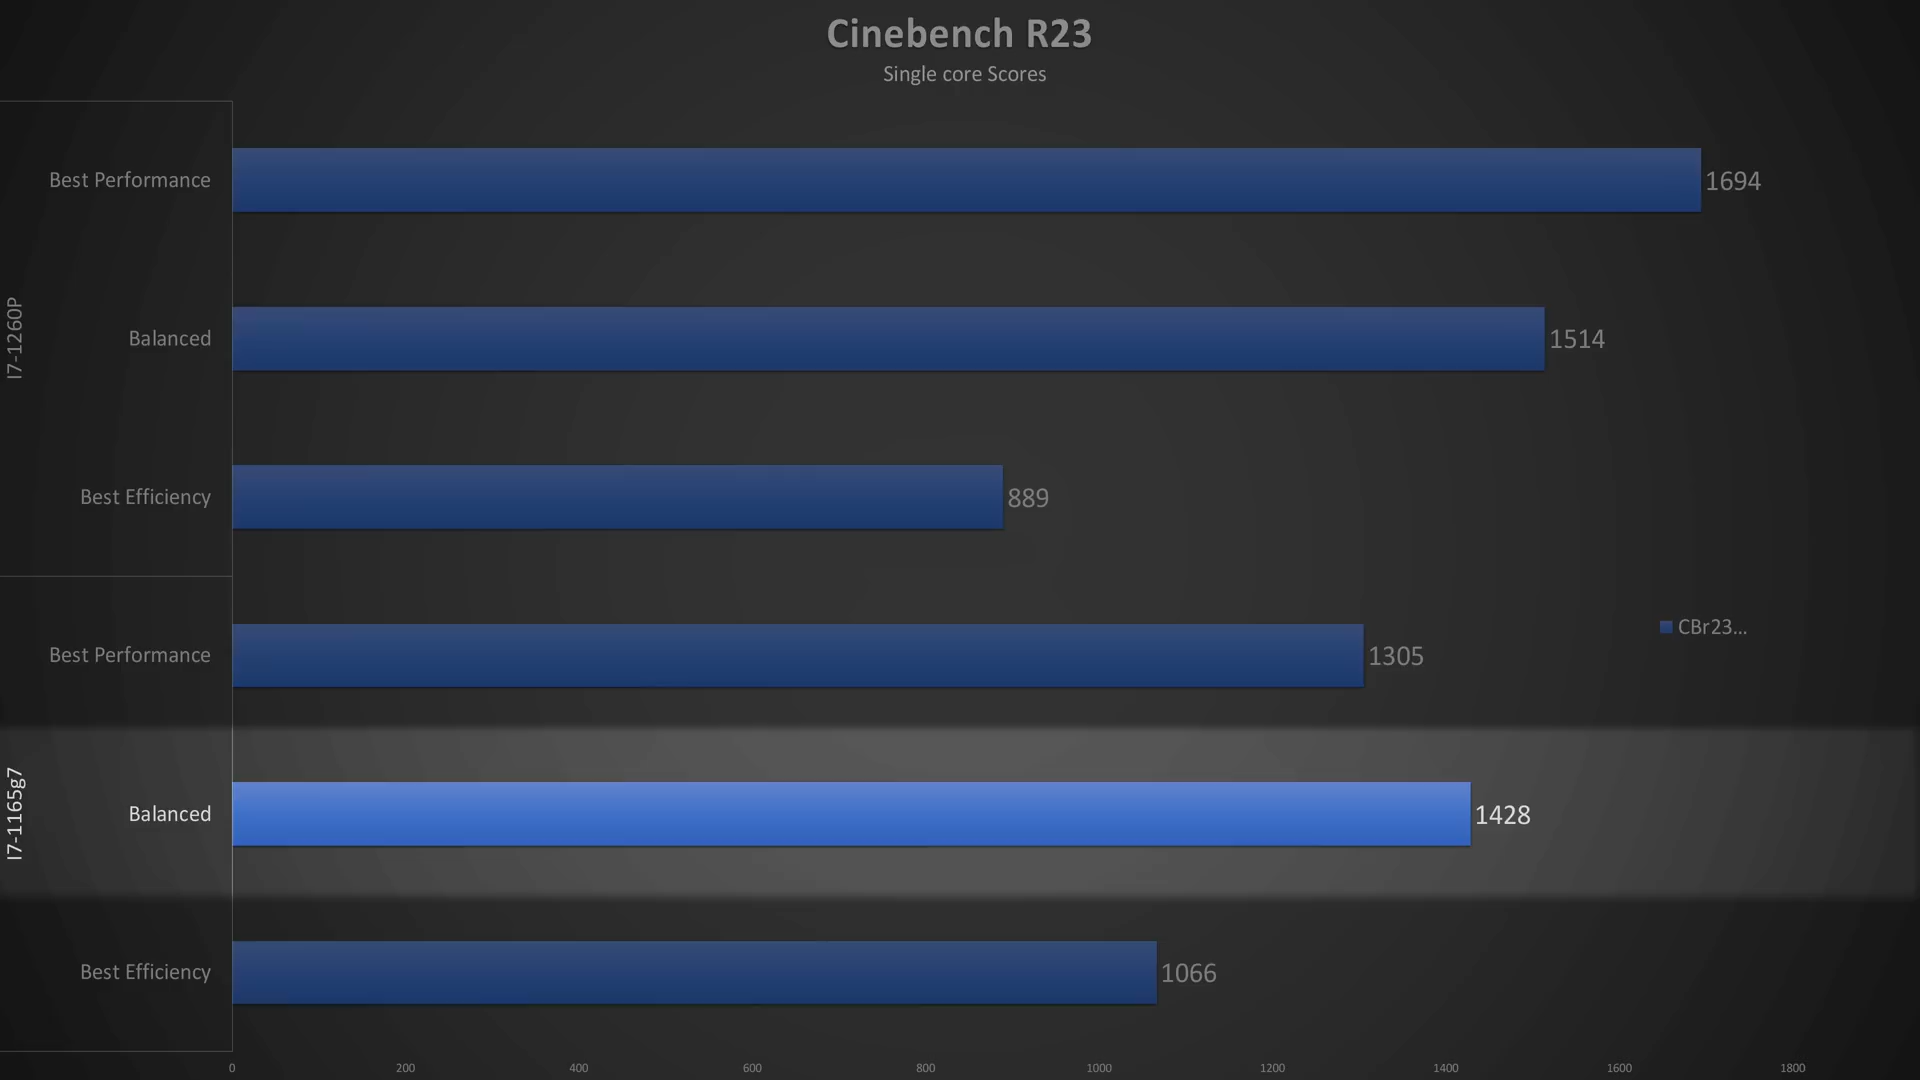 Cinebench R23
Single core Scores
I7-1260P
Best Performance
1694
Balanced
1514
Best Efficiency
889
I7-1165g7
Best Performance
1305
Balanced
1428
Best Efficiency
1066
CBr23...
0 200 400 600 800 1000 1200 1400 1600 1800